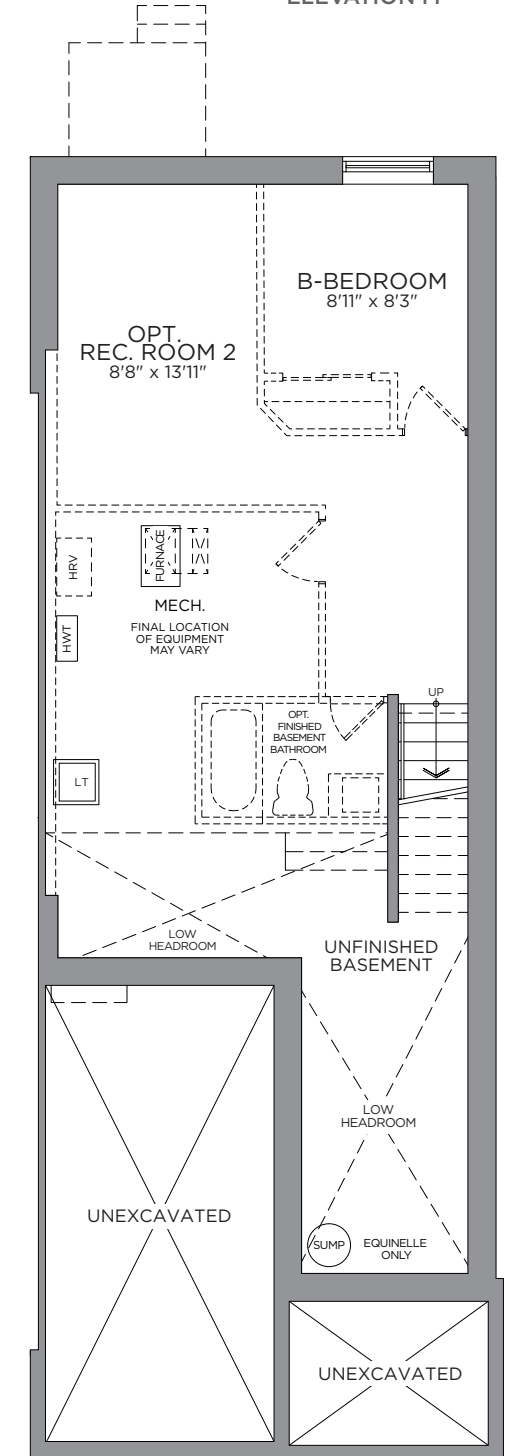 B-BEDROOM
8'11" x 8'3"
OPT.
REC. ROOM 2
8'8" x 13'11"
HRV
FURNACE
MECH.
FINAL LOCATION
OF EQUIPMENT
MAY VARY
HWT
UP
OPT.
FINISHED
BASEMENT
BATHROOM
LT
LOW
HEADROOM
UNFINISHED
BASEMENT
LOW
HEADROOM
UNEXCAVATED
SUMP
EQUINELLE
ONLY
UNEXCAVATED